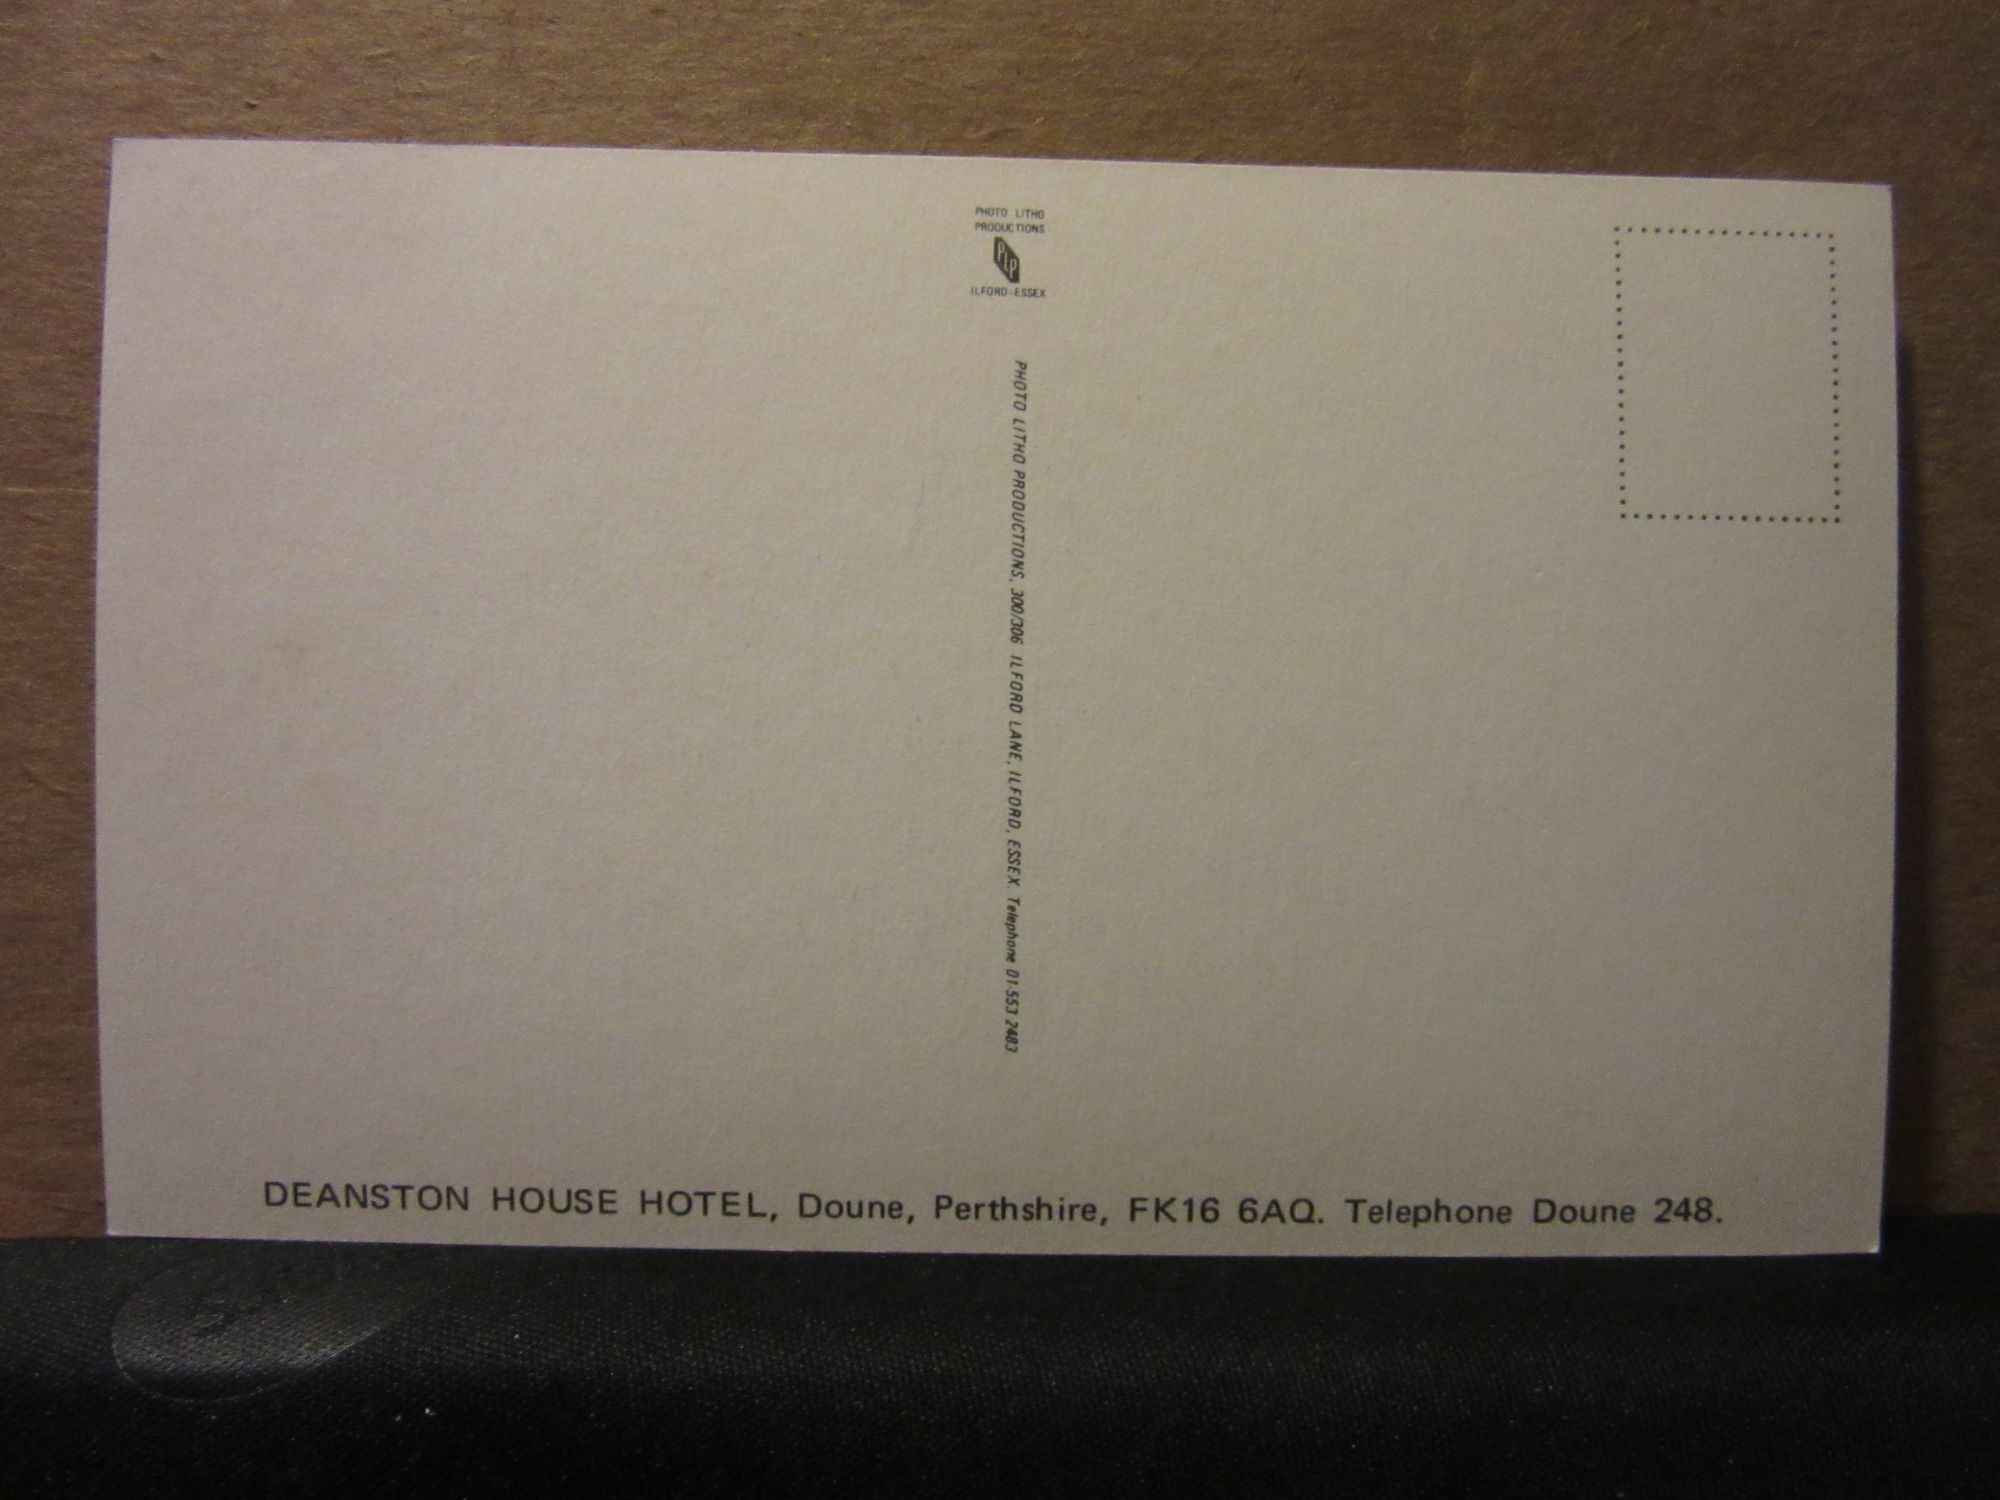 PHOTO LITHO
PRODUCTIONS
PLP
ILFORD-ESSEX
PHOTO LITHO PRODUCTIONS, 300/306 ILFORD LANE, ILFORD, ESSEX. Telephone 01-553 2483.
DEANSTON HOUSE HOTEL, Doune, Perthshire, FK16 6AQ. Telephone Doune 248.